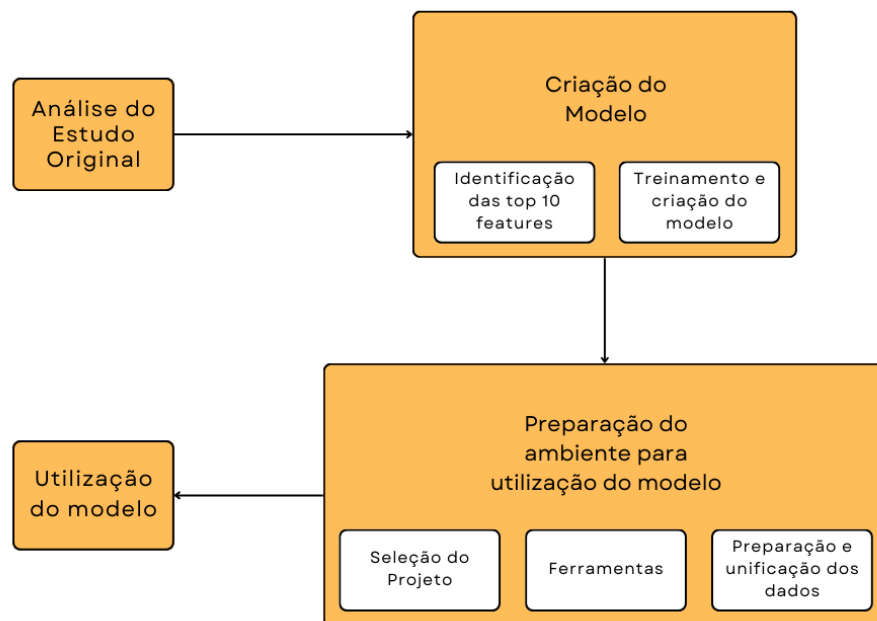 Análise do
Estudo
Original
Criação do
Modelo
Identificação
das top 10
features
Treinamento e
criação do
modelo
Preparação do
ambiente para
utilização do modelo
Seleção do
Projeto
Ferramentas
Preparação e
unificação dos
dados
Utilização
do modelo